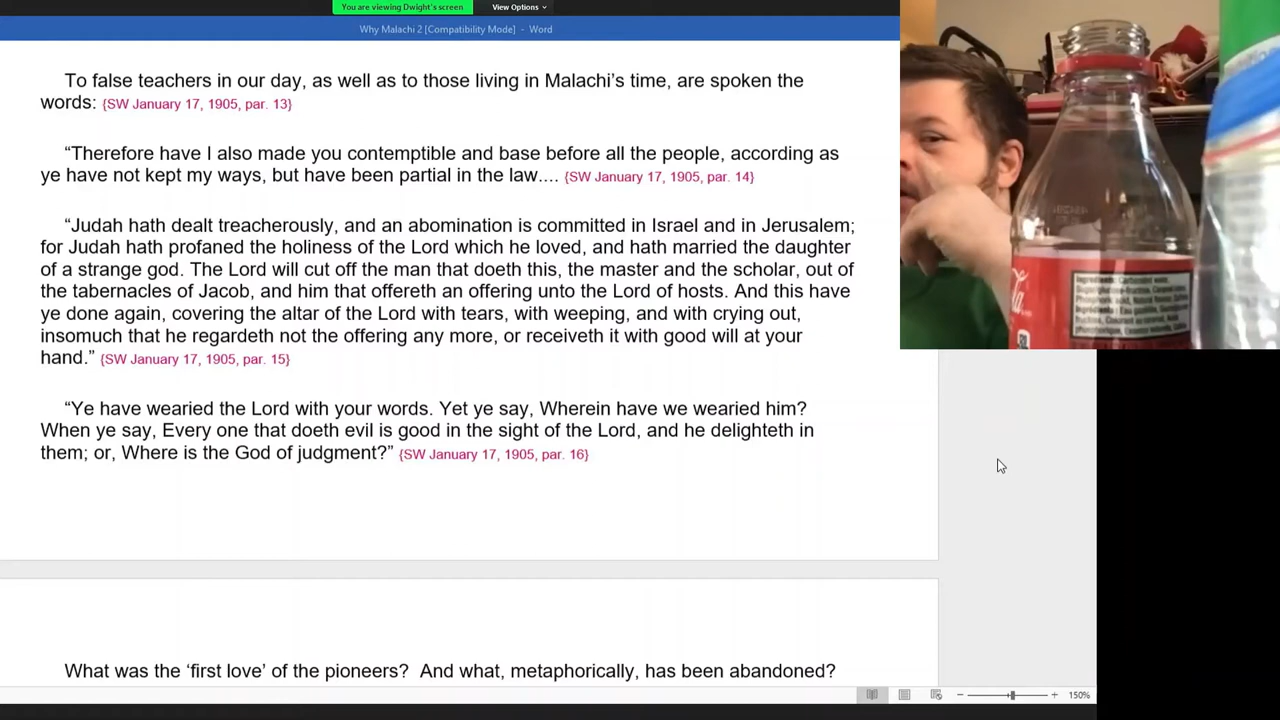 You are viewing Dwight's screen
View Options
Why Malachi 2 [Compatibility Mode] - Word
To false teachers in our day, as well as to those living in Malachi's time, are spoken the
words: {SW January 17, 1905, par. 13}
“Therefore have I also made you contemptible and base before all the people, according as
ye have not kept my ways, but have been partial in the law.... {SW January 17, 1905, par. 14}
“Judah hath dealt treacherously, and an abomination is committed in Israel and in Jerusalem;
for Judah hath profaned the holiness of the Lord which he loved, and hath married the daughter
of a strange god. The Lord will cut off the man that doeth this, the master and the scholar, out of
the tabernacles of Jacob, and him that offereth an offering unto the Lord of hosts. And this have
ye done again, covering the altar of the Lord with tears, with weeping, and with crying out,
insomuch that he regardeth not the offering any more, or receiveth it with good will at your
hand.” {SW January 17, 1905, par. 15}
“Ye have wearied the Lord with your words. Yet ye say, Wherein have we wearied him?
When ye say, Every one that doeth evil is good in the sight of the Lord, and he delighteth in
them; or, Where is the God of judgment?” {SW January 17, 1905, par. 16}
What was the ‘first love’ of the pioneers?  And what, metaphorically, has been abandoned?
150%
Ingredients: Carbonated water,